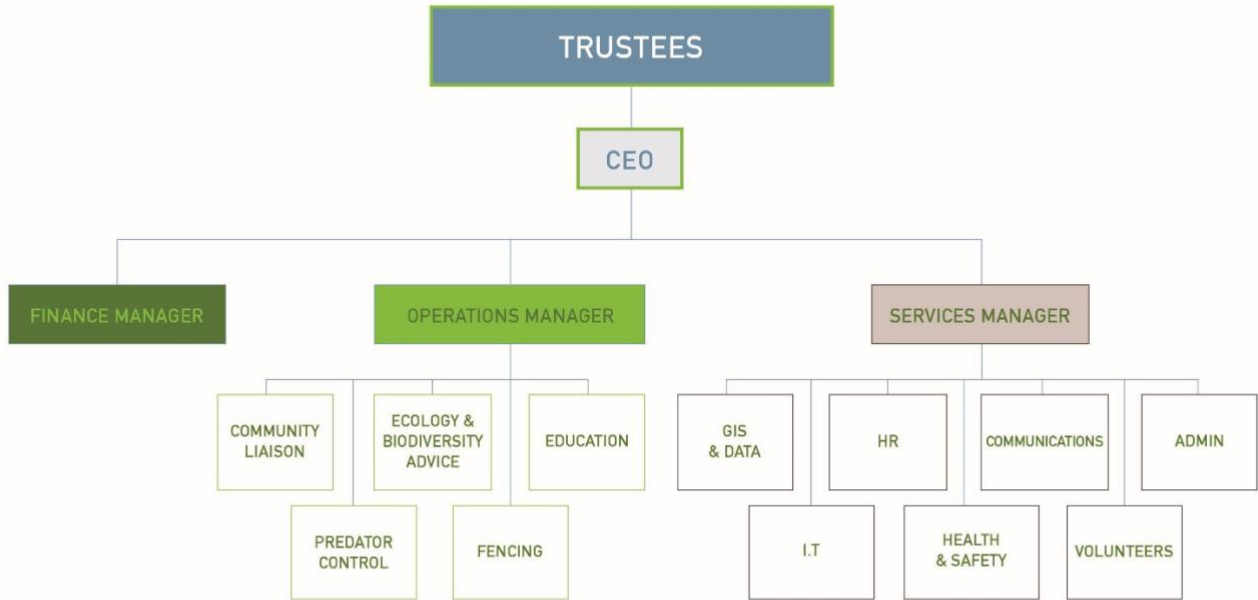 TRUSTEES
CEO
FINANCE MANAGER
OPERATIONS MANAGER
SERVICES MANAGER
COMMUNITY
LIAISON
ECOLOGY &
BIODIVERSITY
ADVICE
EDUCATION
GIS
& DATA
HR
COMMUNICATIONS
ADMIN
PREDATOR
CONTROL
FENCING
I.T
HEALTH
& SAFETY
VOLUNTEERS